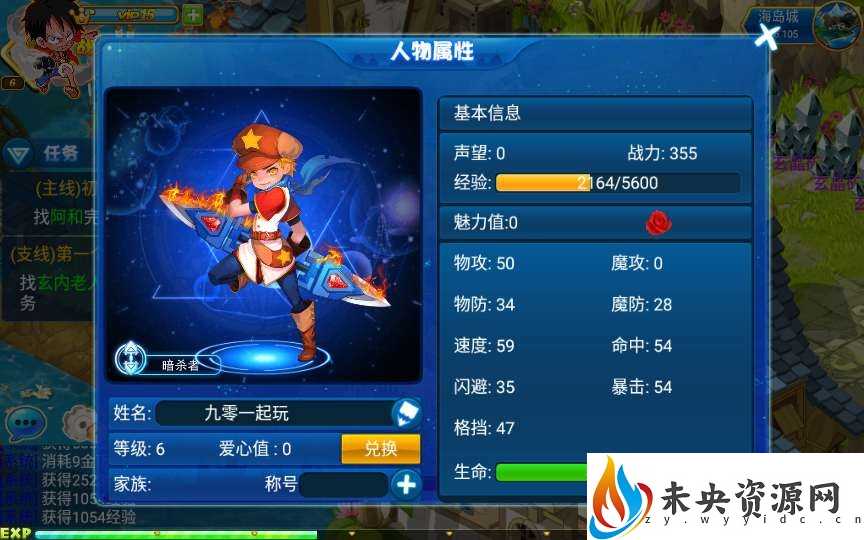 vip15
6
海岛城
105
人物属性
任务
(主线)初
找阿和完
(支线)第一个
找玄内老人
务
暗杀者
姓名: 九零一起玩
等级: 6 爱心值: 0 兑换
家族: 称号
基本信息
声望: 0 战力: 355
经验: 2164/5600
魅力值:0
物攻: 50 魔攻: 0
物防: 34 魔防: 28
速度: 59 命中: 54
闪避: 35 暴击: 54
格挡: 47
生命:
消耗9金
获得252
获得105
获得1054经验
EXP
未央资源网
zy.wyyidc.cn